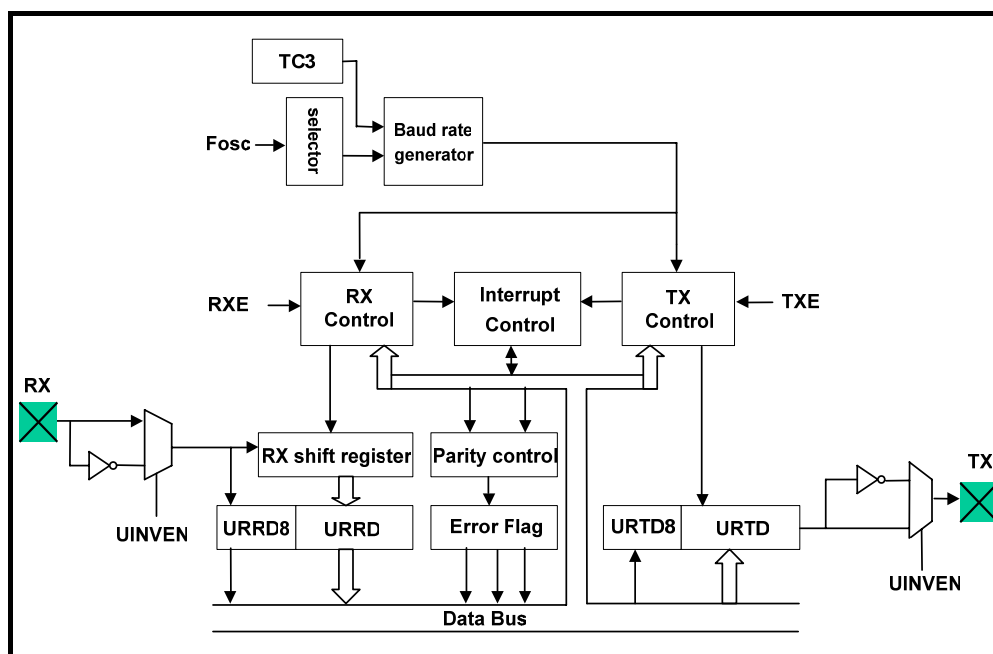 TC3
selector
Fosc
Baud rate
generator
RXE
RX
Control
Interrupt
Control
TX
Control
TXE
RX
RX shift register
Parity control
TX
UINVEN
URRD8
URRD
Error Flag
URTD8
URTD
UINVEN
Data Bus